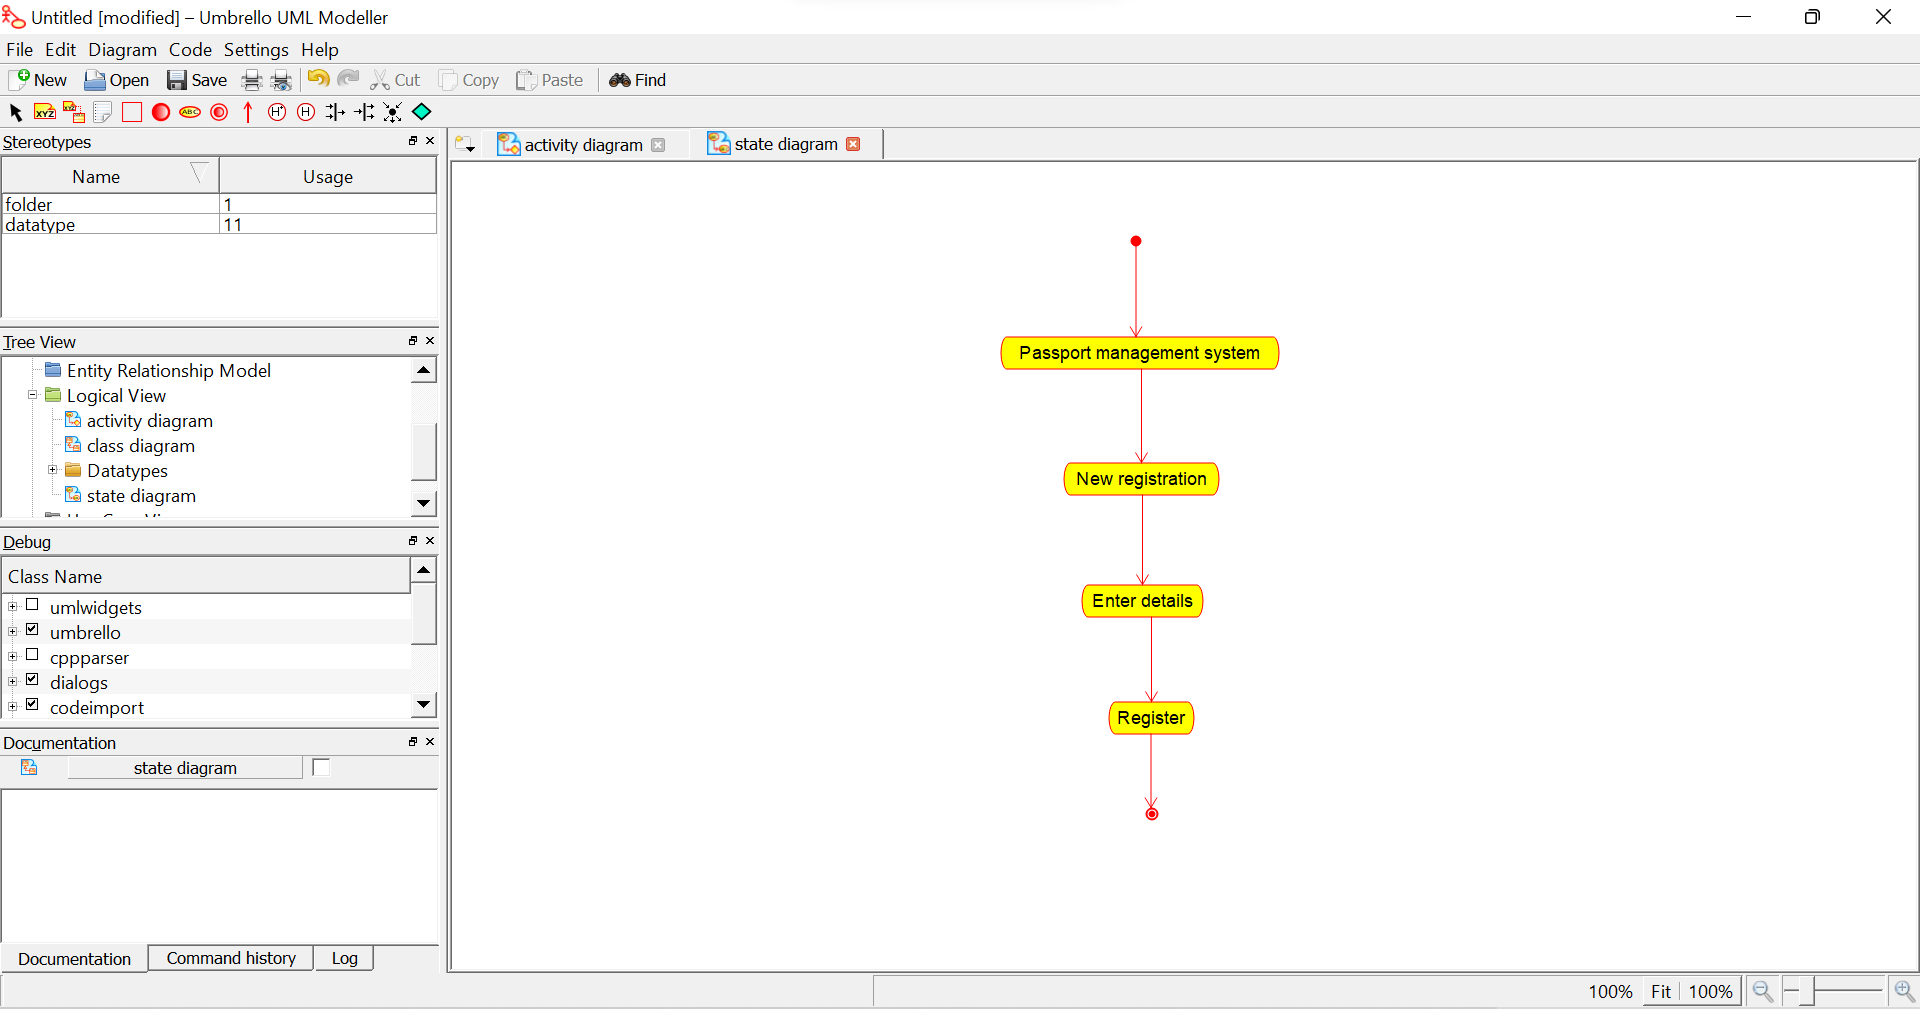 Untitled [modified] – Umbrello UML Modeller
File Edit Diagram Code Settings Help
New Open Save Cut Copy Paste Find
XYZ XYZ ABC H* H
Stereotypes
activity diagram state diagram
Name Usage
folder 1
datatype 11
Tree View
Entity Relationship Model
Logical View
activity diagram
class diagram
Datatypes
state diagram
Debug
Class Name
umlwidgets
umbrello
cppparser
dialogs
codeimport
Documentation
state diagram
Documentation Command history Log
Passport management system
New registration
Enter details
Register
100% Fit 100%